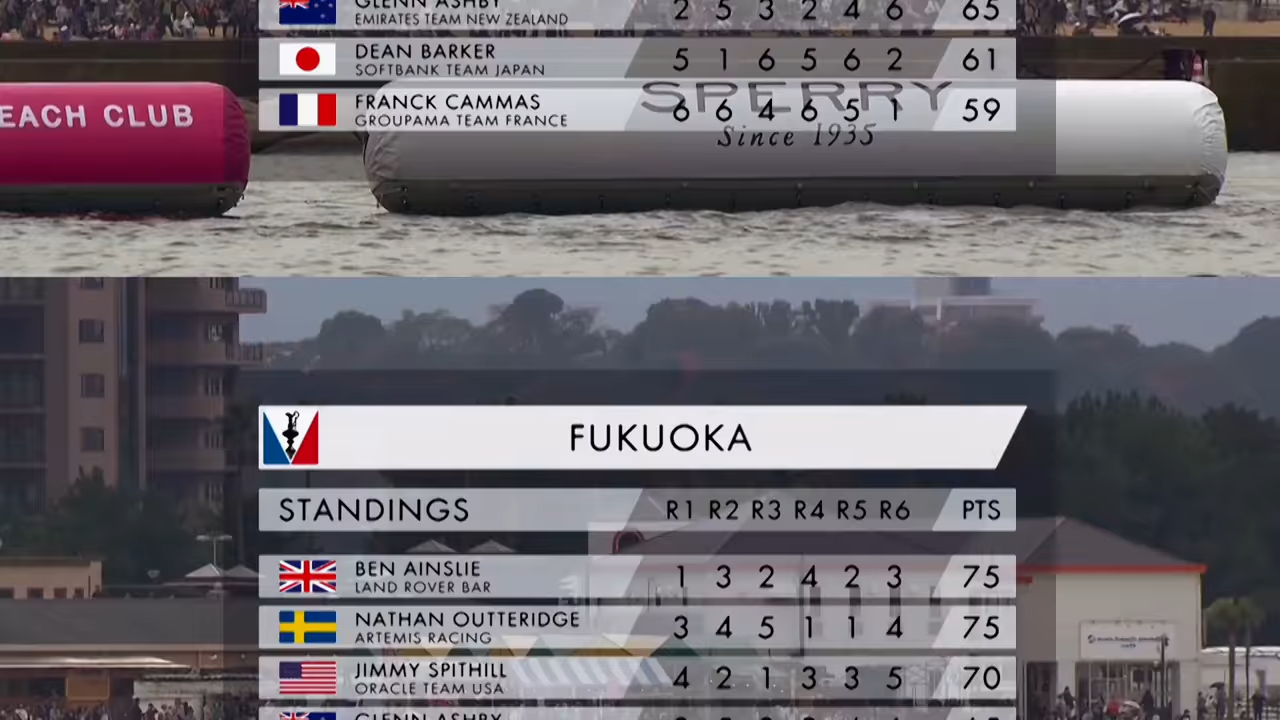 GLENN ASHBY 2 5 3 2 4 6 65
EMIRATES TEAM NEW ZEALAND
DEAN BARKER 5 1 6 5 6 2 61
SOFTBANK TEAM JAPAN
FRANCK CAMMAS 6 6 4 6 5 1 59
GROUPAMA TEAM FRANCE
EACH CLUB
SPERRY
Since 1935
FUKUOKA
STANDINGS R1 R2 R3 R4 R5 R6 PTS
BEN AINSLIE 1 3 2 4 2 3 75
LAND ROVER BAR
NATHAN OUTTERIDGE 3 4 5 1 1 4 75
ARTEMIS RACING
JIMMY SPITHILL 4 2 1 3 3 5 70
ORACLE TEAM USA
GLENN ASHBY